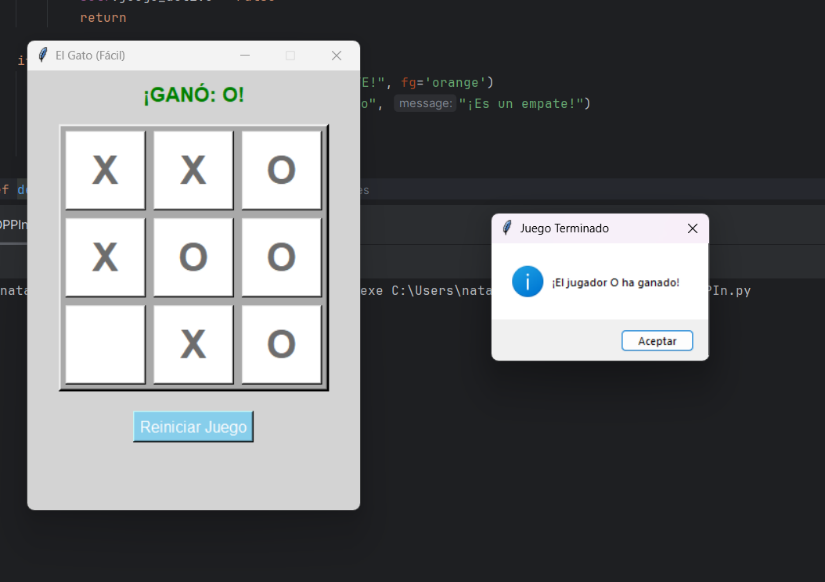 return
El Gato (Fácil)
¡GANÓ: O!
E!", fg='orange')
o", message: "¡Es un empate!")
X X O
X O O
X O
Reiniciar Juego
Juego Terminado
¡El jugador O ha ganado!
Aceptar
exe C:\Users\nata
PIn.py